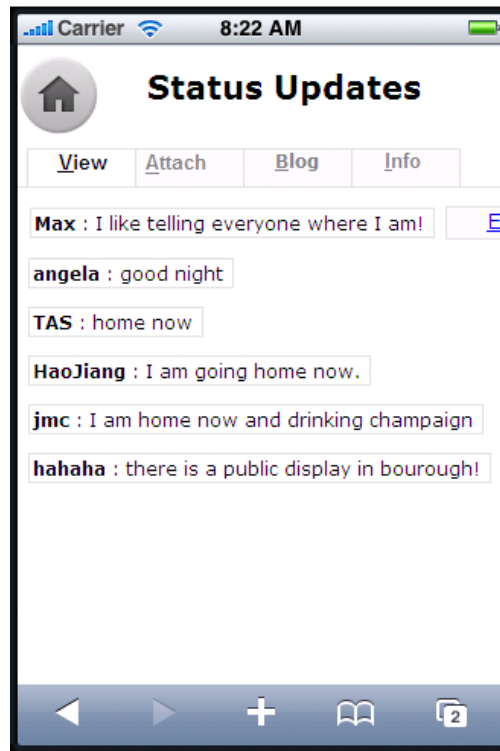 Carrier 8:22 AM
Status Updates
View Attach Blog Info
Max : I like telling everyone where I am! E
angela : good night
TAS : home now
HaoJiang : I am going home now.
jmc : I am home now and drinking champaign
hahaha : there is a public display in bourough!
2